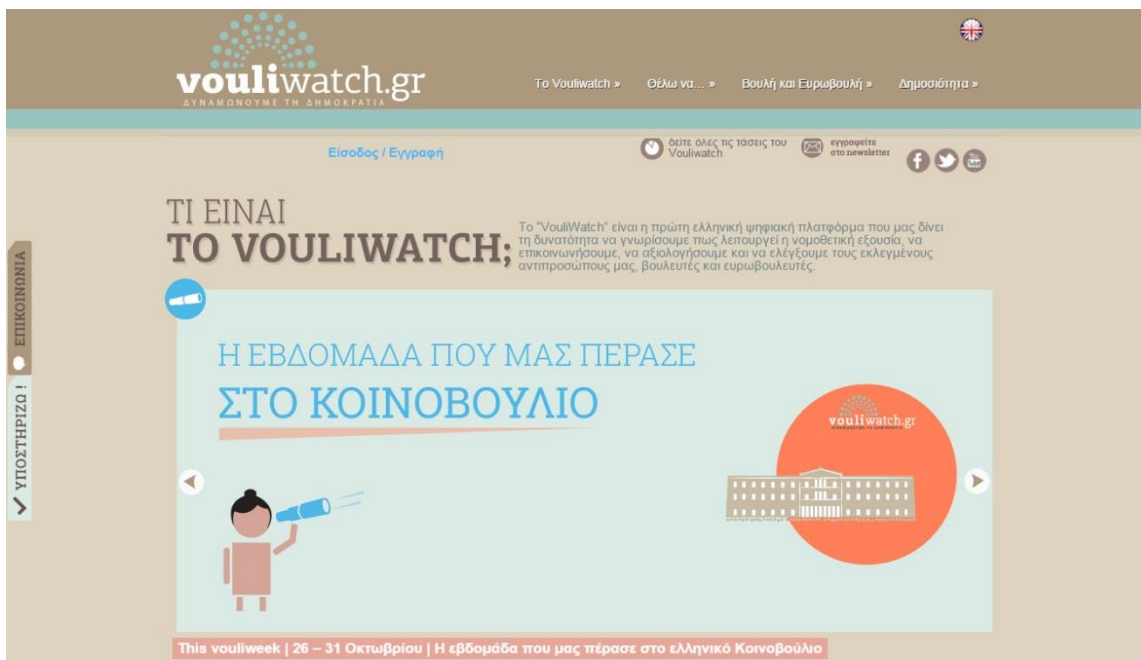 vouliwatch.gr
ΔΥΝΑΜΩΝΟΥΜΕ ΤΗ ΔΗΜΟΚΡΑΤΙΑ
Το Vouliwatch » Θέλω να... » Βουλή και Ευρωβουλή » Δημοσιότητα »
Είσοδος / Εγγραφή
δείτε όλες τις τάσεις του
Vouliwatch
εγγραφείτε
στο newsletter
ΤΙ ΕΙΝΑΙ
ΤΟ VOULIWATCH;
Το "VouliWatch" είναι η πρώτη ελληνική ψηφιακή πλατφόρμα που μας δίνει
τη δυνατότητα να γνωρίσουμε πως λειτουργεί η νομοθετική εξουσία, να
επικοινωνήσουμε, να αξιολογήσουμε και να ελέγξουμε τους εκλεγμένους
αντιπροσώπους μας, βουλευτές και ευρωβουλευτές.
ΕΠΙΚΟΙΝΩΝΙΑ
ΥΠΟΣΤΗΡΙΖΩ !
Η ΕΒΔΟΜΑΔΑ ΠΟΥ ΜΑΣ ΠΕΡΑΣΕ
ΣΤΟ ΚΟΙΝΟΒΟΥΛΙΟ
vouliwatch.gr
This vouliweek | 26 – 31 Οκτωβρίου | Η εβδομάδα που μας πέρασε στο ελληνικό Κοινοβούλιο